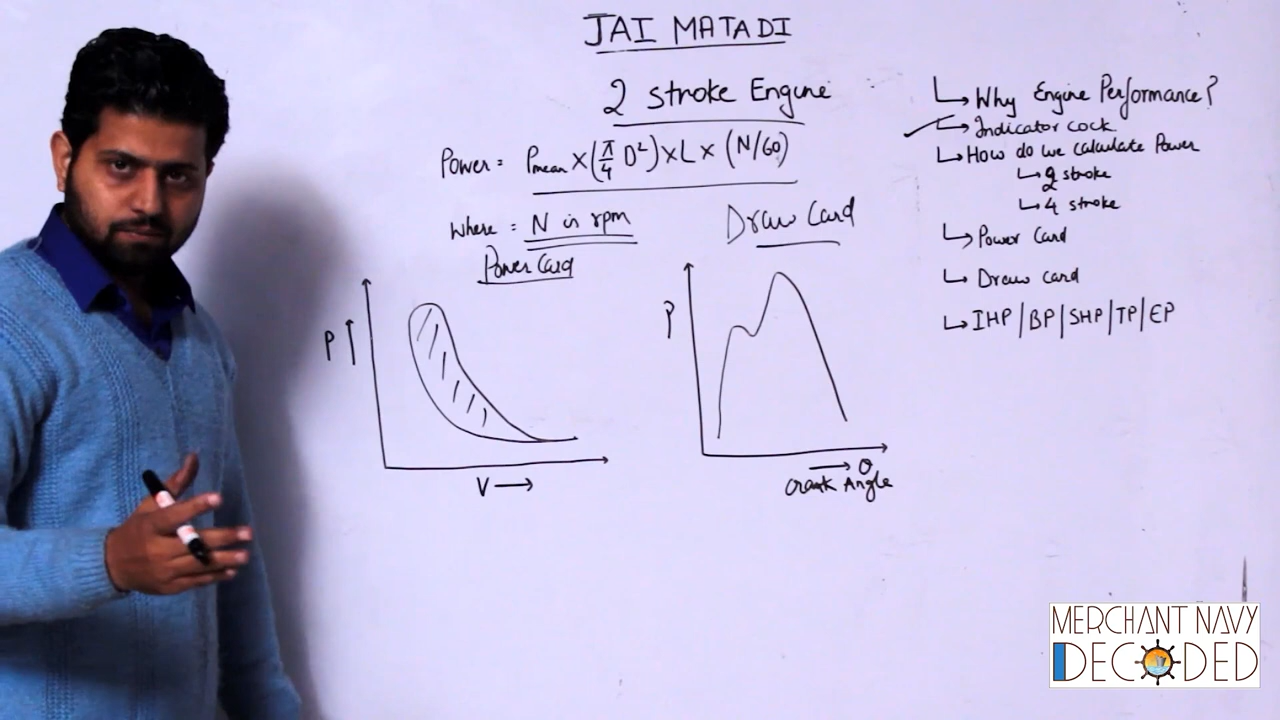 JAI MATA DI
2 stroke Engine
Power = Pmean × (π/4 D²) × L × (N/60)
where = N is rpm
Power Card
P
V
Draw Card
P
θ
Crank Angle
Why Engine Performance?
Indicator cock
How do we calculate Power
2 stroke
4 stroke
Power Card
Draw card
IHP | BP | SHP | TP | EP
MERCHANT NAVY
DECODED